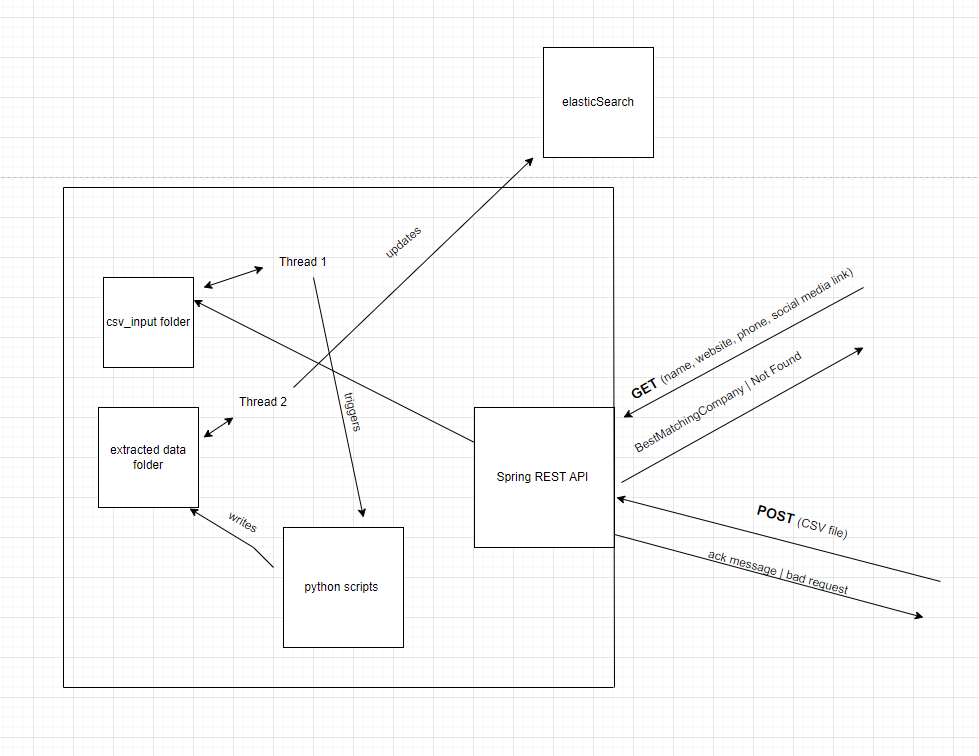 elasticSearch
updates
Thread 1
csv_input folder
GET (name, website, phone, social media link)
BestMatchingCompany | Not Found
Thread 2
triggers
extracted data
folder
Spring REST API
writes
POST (CSV file)
ack message | bad request
python scripts